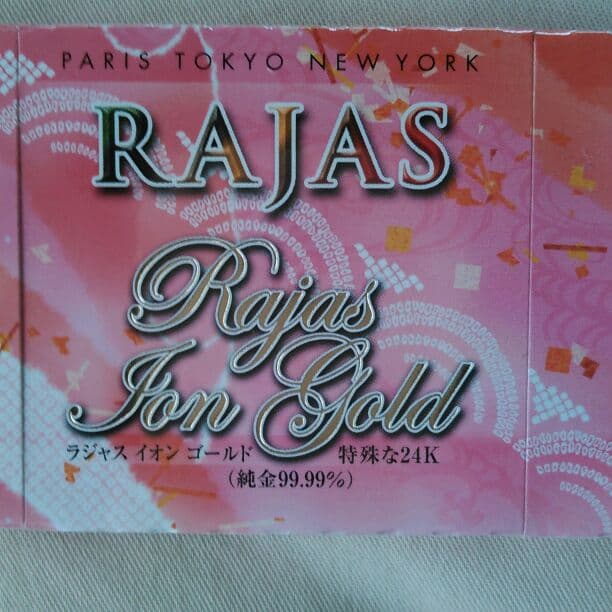 PARIS TOKYO NEW YORK
RAJAS
Rajas
Ion Gold
ラジャス イオン ゴールド 特殊な24K
(純金99.99%)